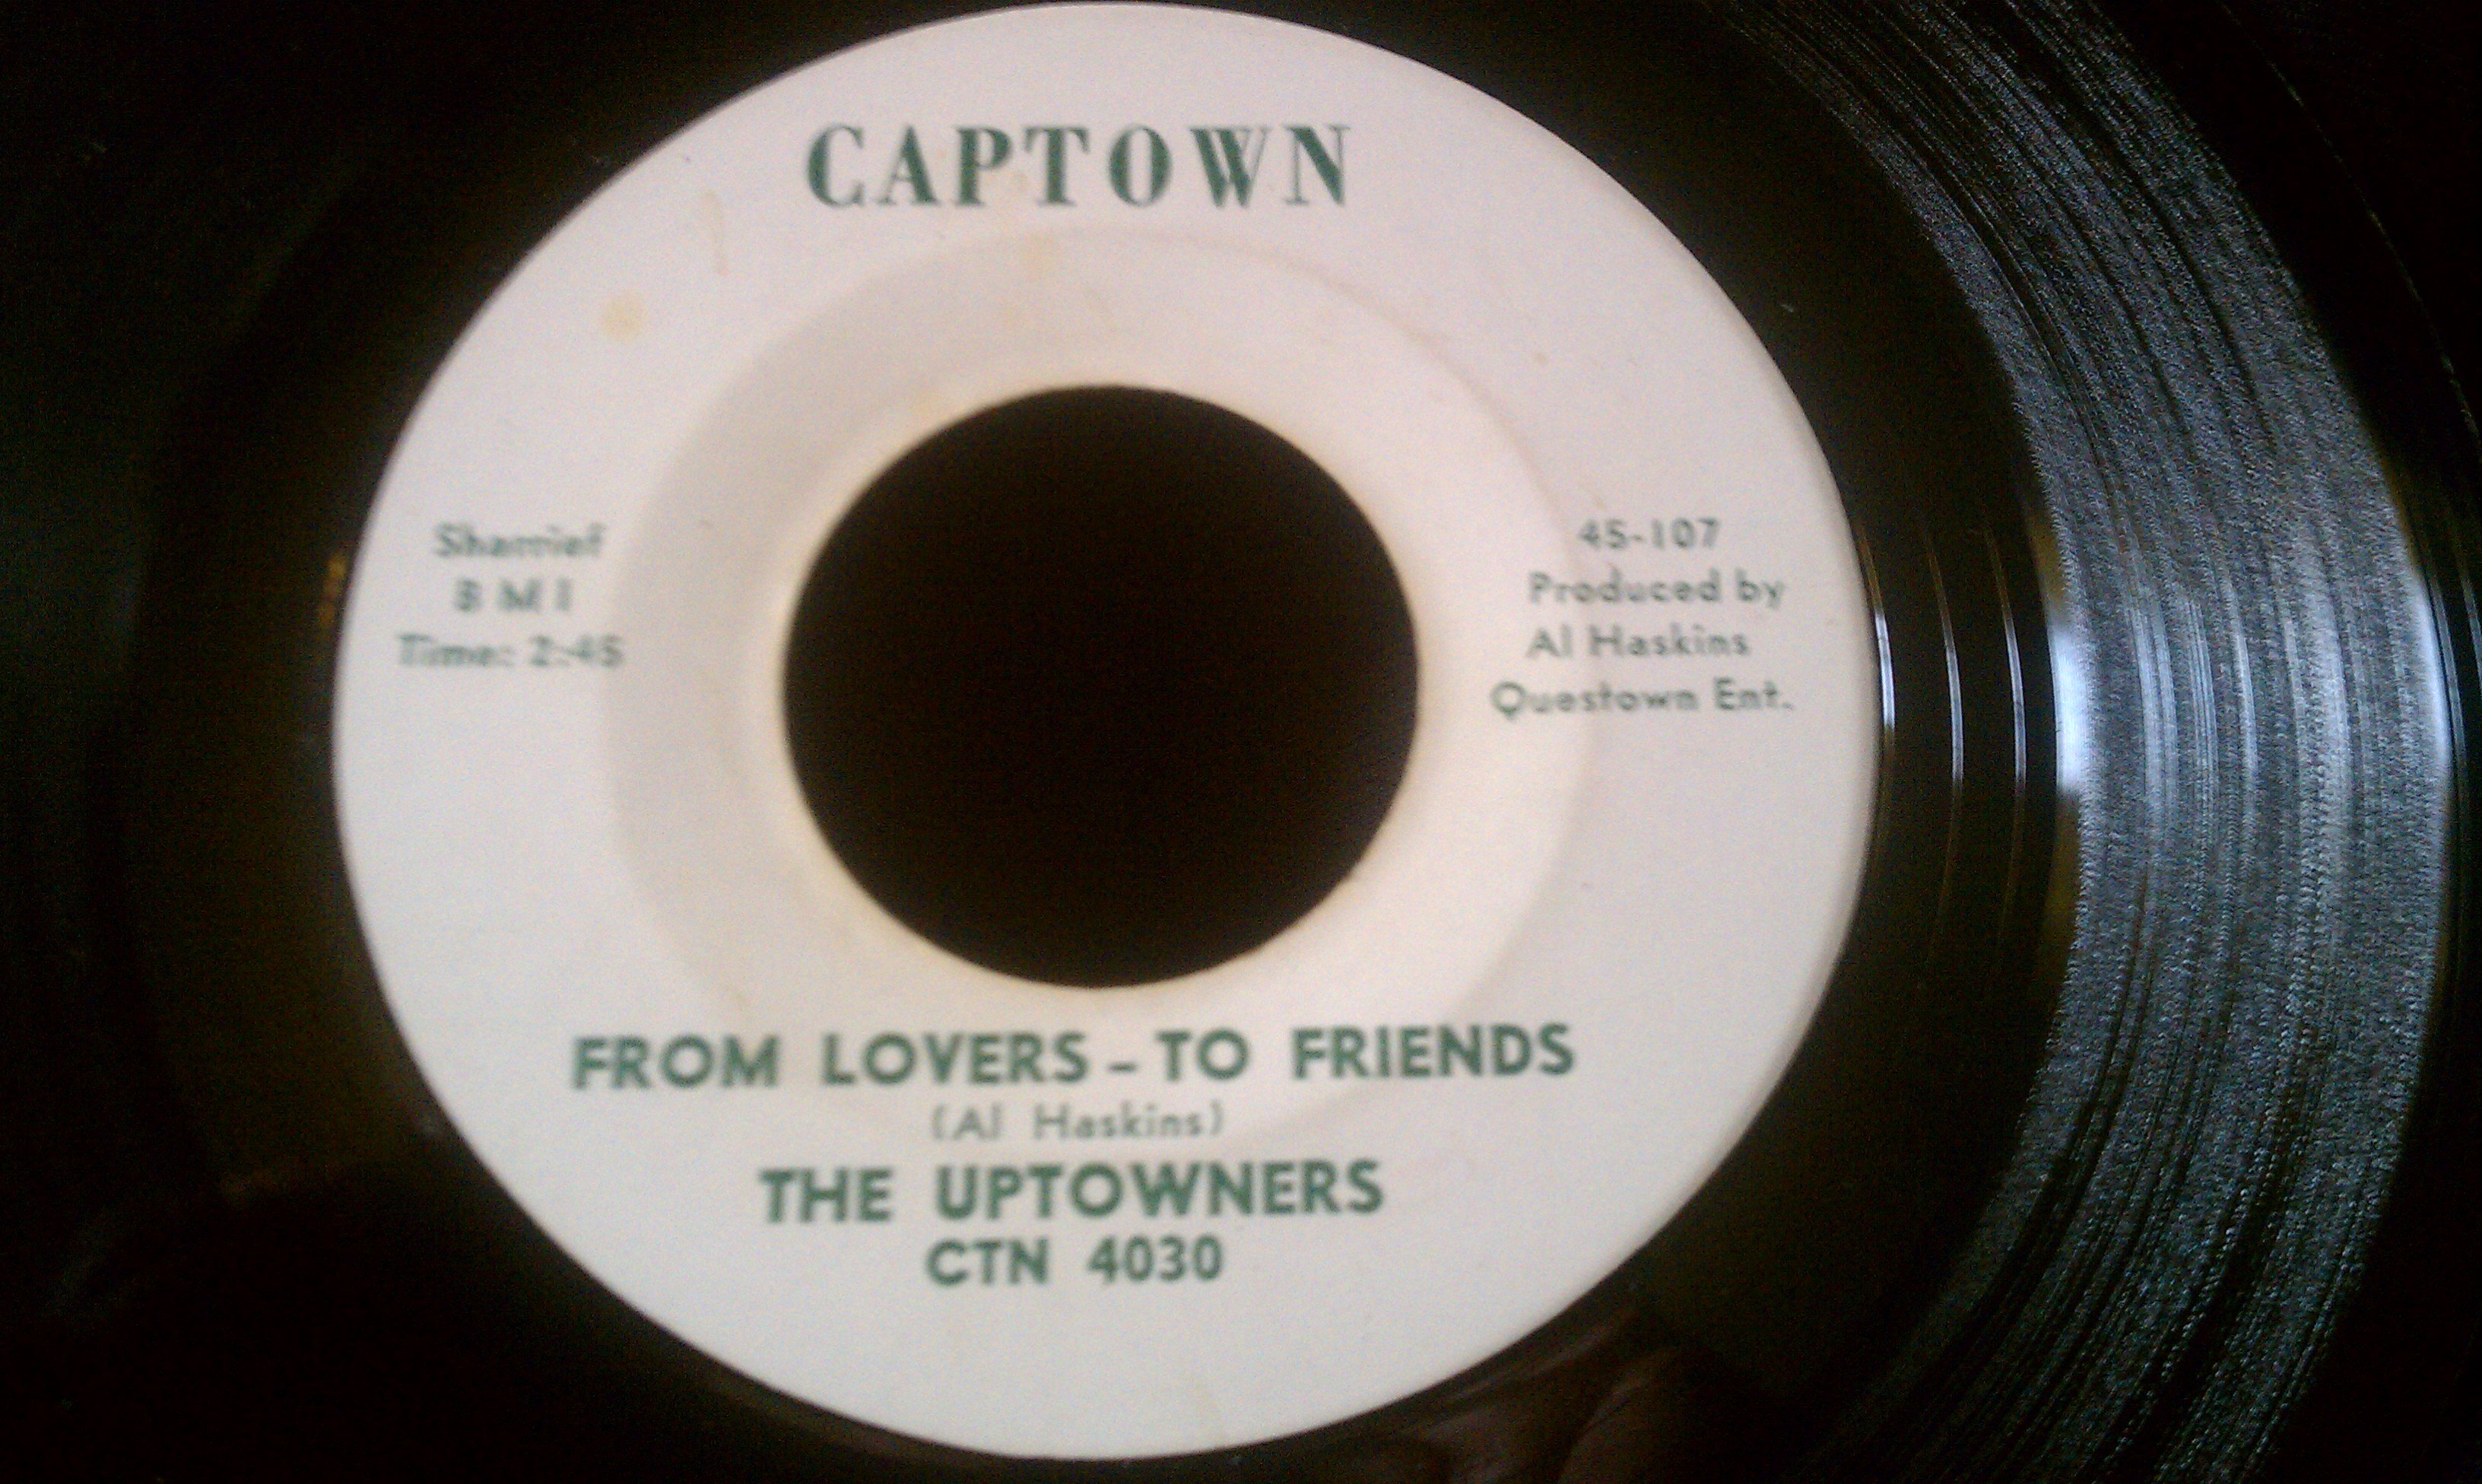 CAPTOWN
Sharrief
B M I
Time: 2:45
45-107
Produced by
Al Haskins
Questown Ent.
FROM LOVERS - TO FRIENDS
(Al Haskins)
THE UPTOWNERS
CTN 4030